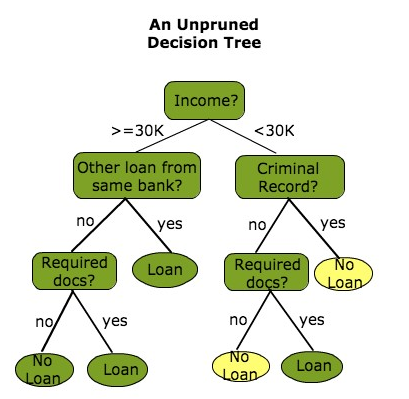 An Unpruned
Decision Tree
Income?
>=30K
<30K
Other loan from
same bank?
Criminal
Record?
no
yes
no
yes
Required
docs?
Loan
Required
docs?
No
Loan
no
yes
no
yes
No
Loan
Loan
No
Loan
Loan